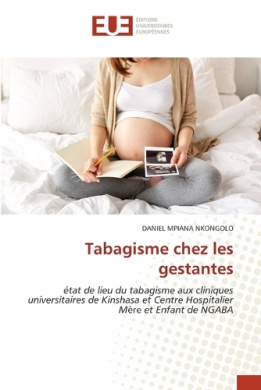 ÉDITIONS
UNIVERSITAIRES
EUROPÉENNES
DANIEL MPIANA NKONGOLO
Tabagisme chez les
gestantes
état de lieu du tabagisme aux cliniques
universitaires de Kinshasa et Centre Hospitalier
Mère et Enfant de NGABA